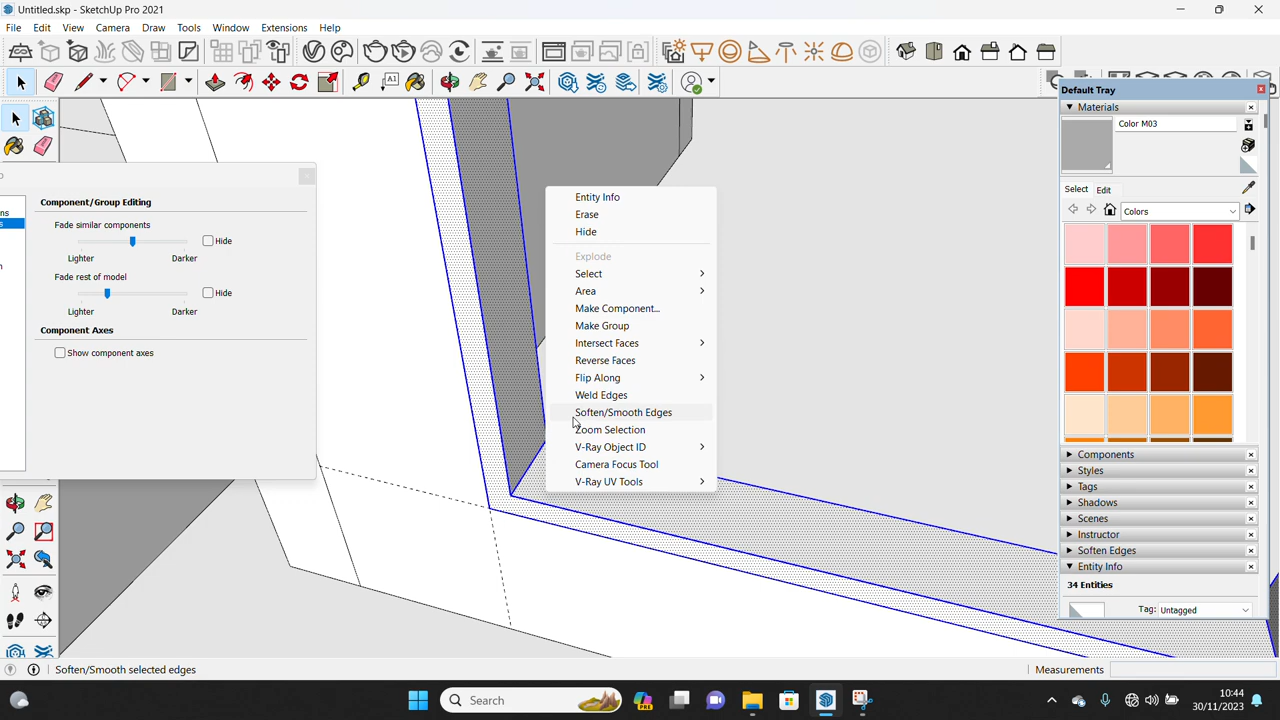 Untitled.skp - SketchUp Pro 2021
File Edit View Camera Draw Tools Window Extensions Help
Default Tray
Materials
Color M03
Select Edit
Colors
Components
Styles
Tags
Shadows
Scenes
Instructor
Soften Edges
Entity Info
34 Entities
Tag: Untagged
Component/Group Editing
Fade similar components
Hide
Lighter Darker
Fade rest of model
Hide
Lighter Darker
Component Axes
Show component axes
Entity Info
Erase
Hide
Explode
Select
Area
Make Component...
Make Group
Intersect Faces
Reverse Faces
Flip Along
Weld Edges
Soften/Smooth Edges
Zoom Selection
V-Ray Object ID
Camera Focus Tool
V-Ray UV Tools
Soften/Smooth selected edges
Measurements
Search
10:44
30/11/2023